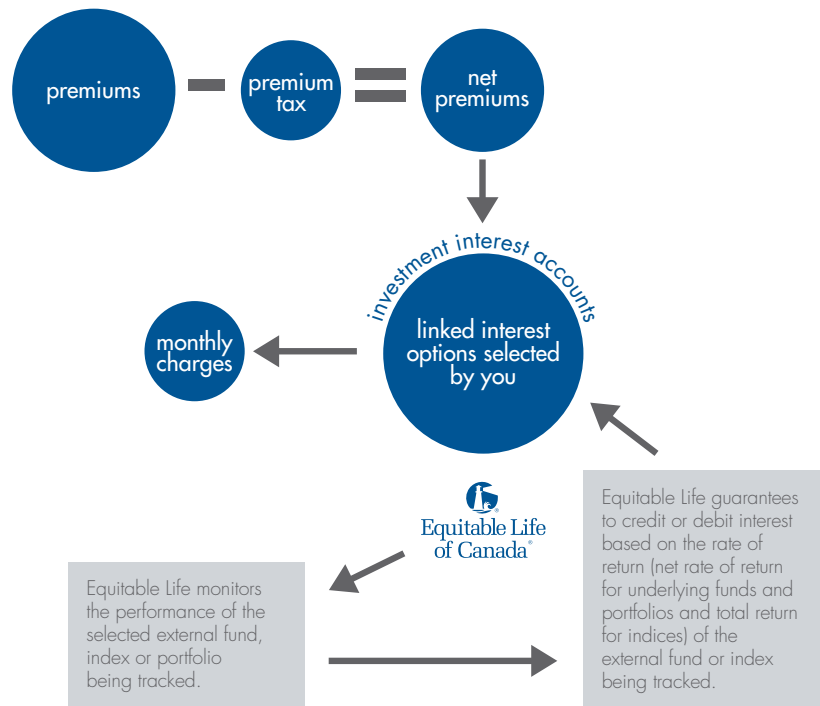 premiums
premium
tax
net
premiums
investment interest accounts
linked interest
options selected
by you
monthly
charges
Equitable Life
of Canada®
Equitable Life monitors
the performance of the
selected external fund,
index or portfolio
being tracked.
Equitable Life guarantees
to credit or debit interest
based on the rate of
return (net rate of return
for underlying funds and
portfolios and total return
for indices) of the
external fund or index
being tracked.